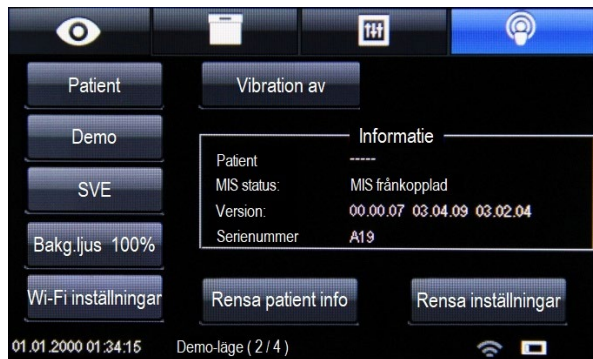 Patient
Vibration av
Demo
Informatie
Patient -----
MIS status: MIS frånkopplad
SVE
Version: 00.00.07 03.04.09 03.02.04
Serienummer A19
Bakg.ljus 100%
Wi-Fi inställningar
Rensa patient info
Rensa inställningar
01.01.2000 01:34:15 Demo-läge ( 2 / 4 )